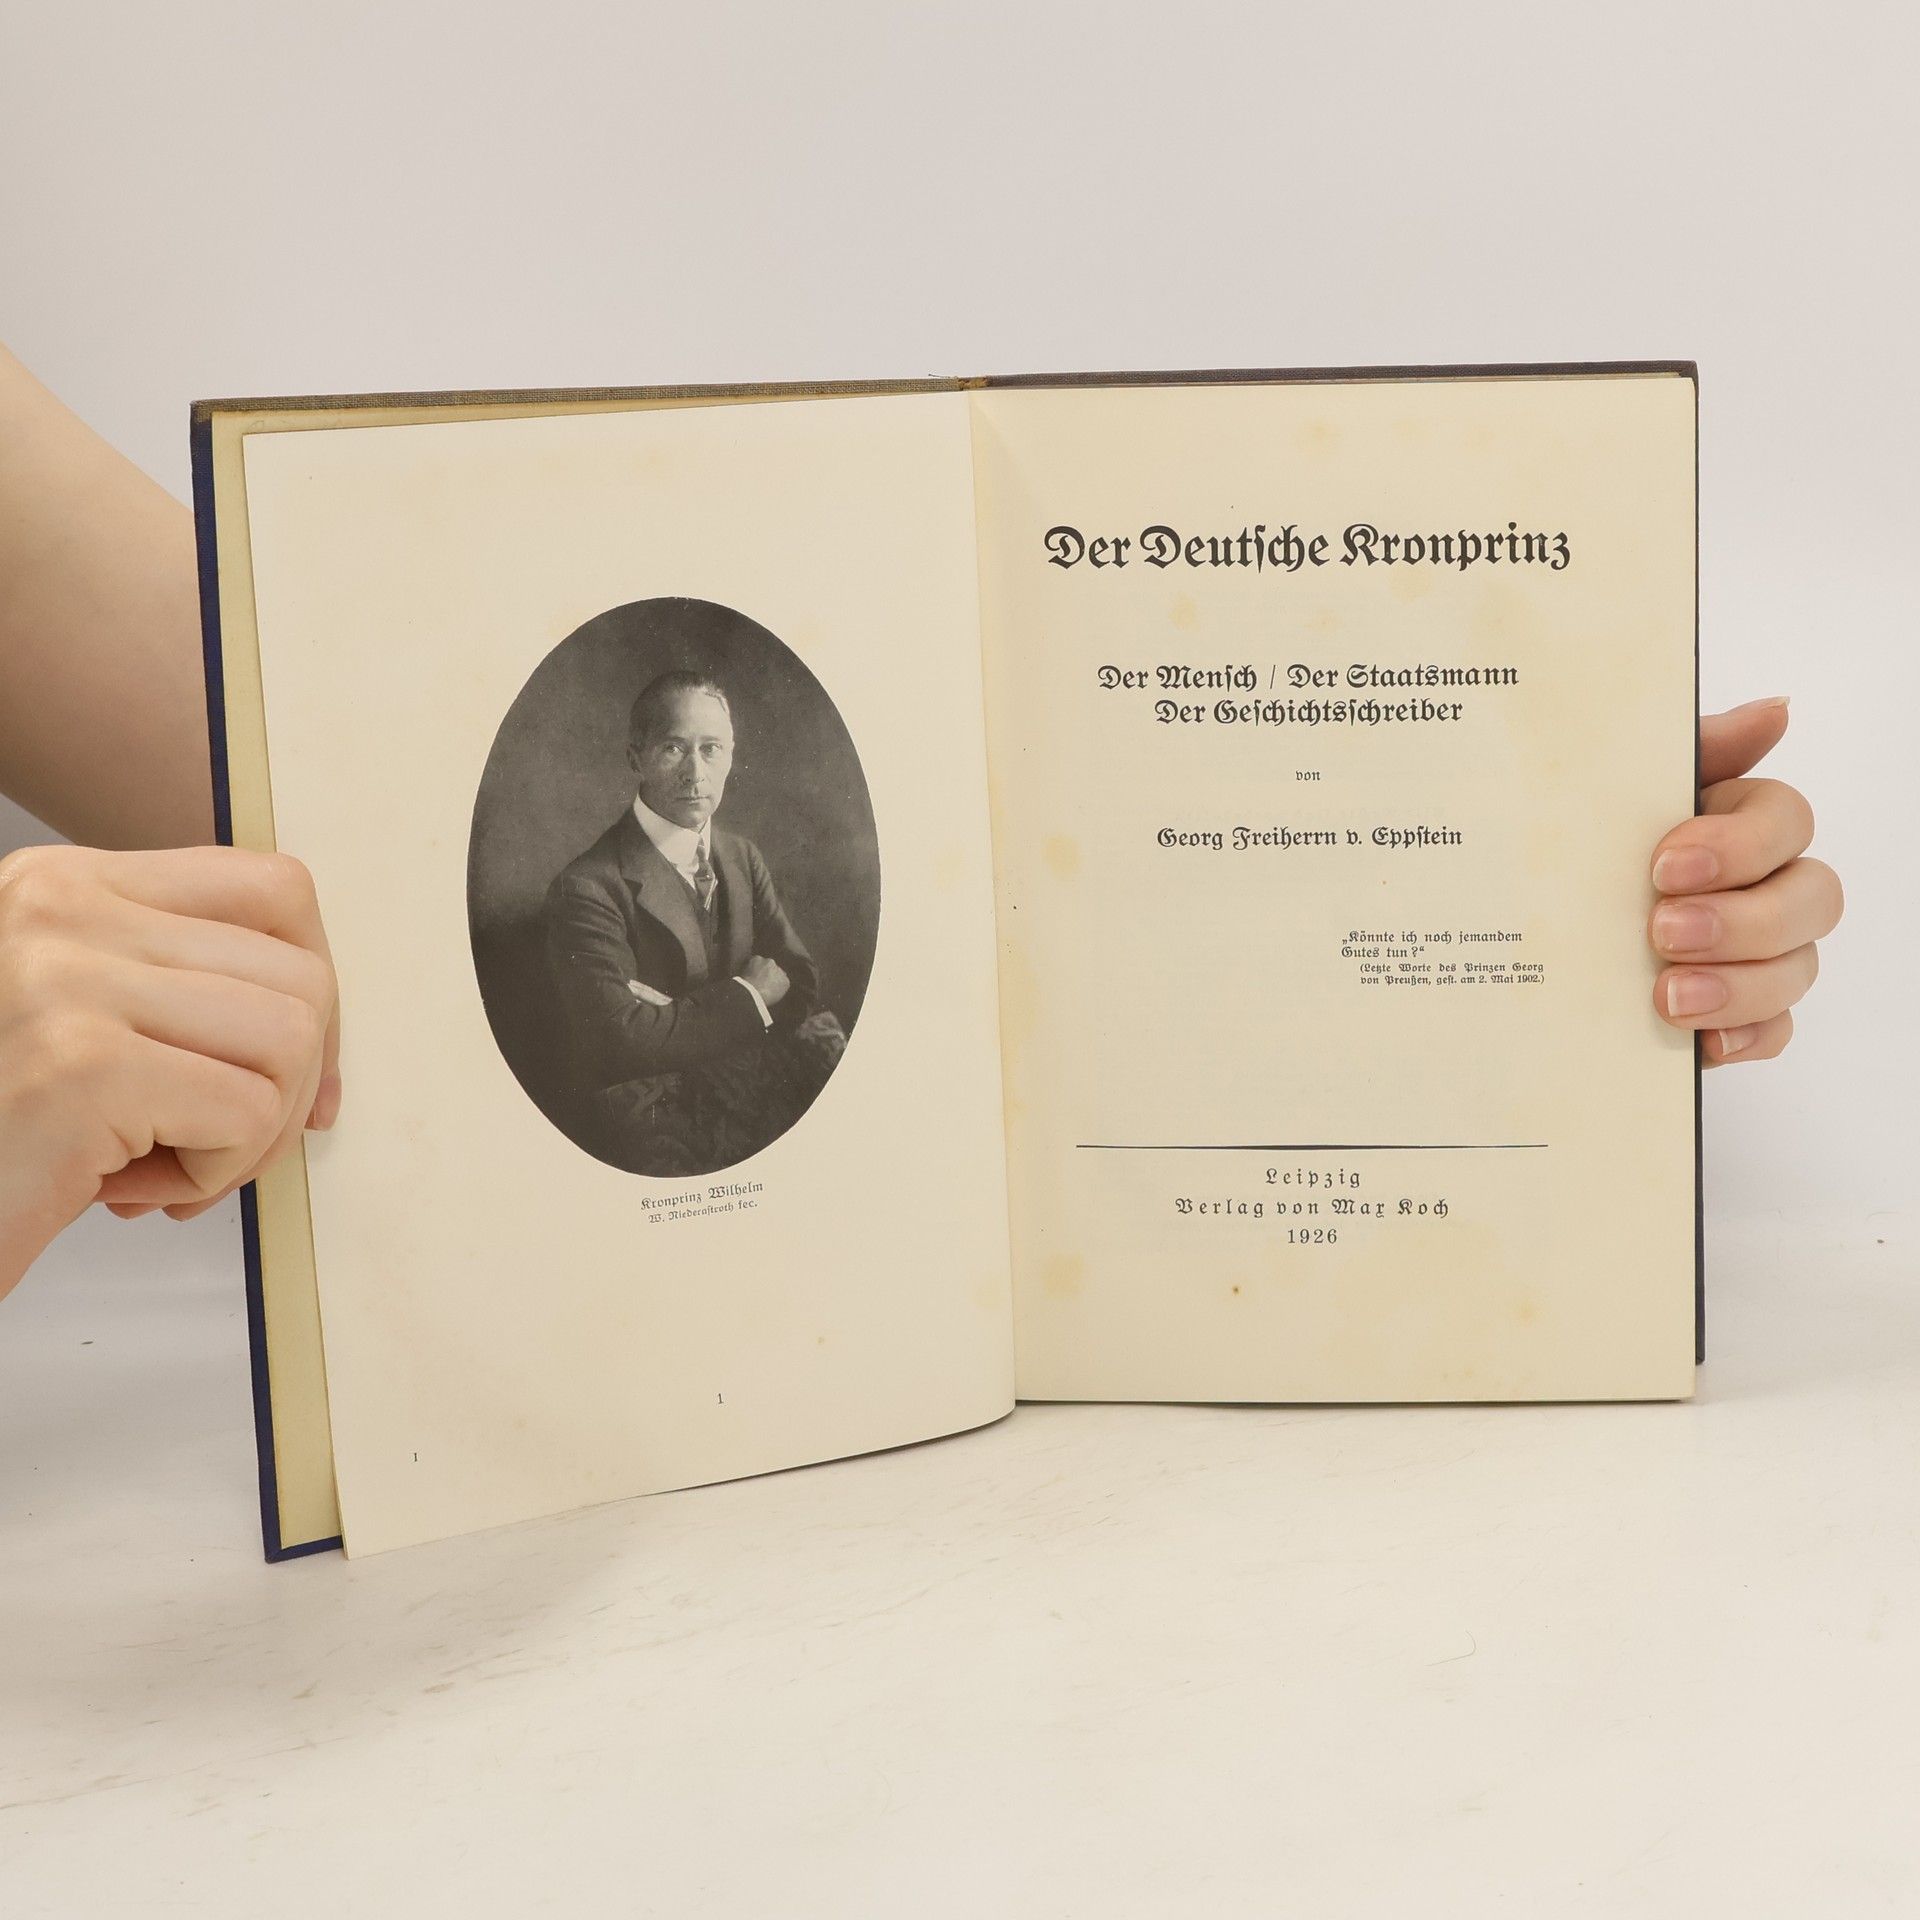 Kronprinz Wilhelm
W. Niederastroth fec.
1
I
Der Deutsche Kronprinz
Der Mensch / Der Staatsmann
Der Geschichtsschreiber
von
Georg Freiherrn v. Eppstein
„Könnte ich noch jemandem
Gutes tun?“
(Letzte Worte des Prinzen Georg
von Preußen, gest. am 2. Mai 1902.)
Leipzig
Verlag von Max Koch
1926